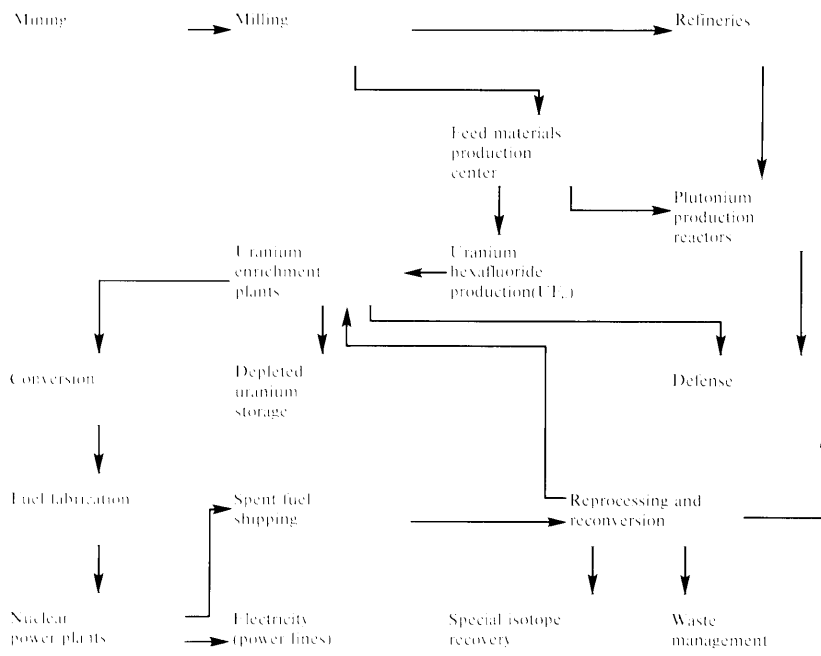 Mining
Milling
Refineries
Feed materials
production
center
Plutonium
production
reactors
Uranium
enrichment
plants
Uranium
hexafluoride
production(UF₆)
Conversion
Depleted
uranium
storage
Defense
Fuel fabrication
Spent fuel
shipping
Reprocessing and
reconversion
Nuclear
power plants
Electricity
(power lines)
Special isotope
recovery
Waste
management